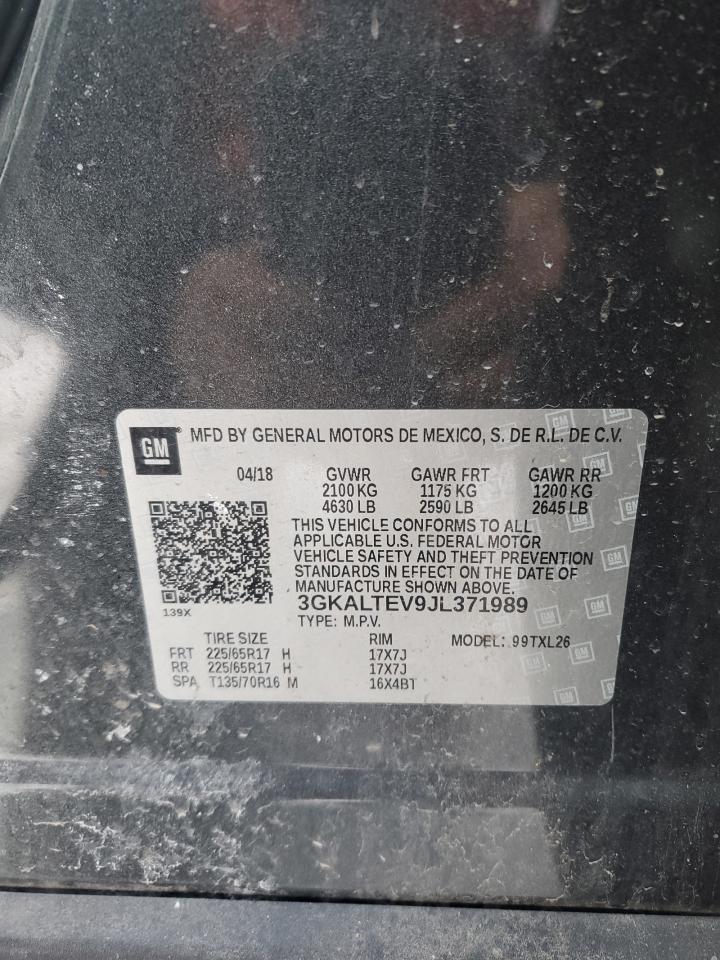 GM
MFD BY GENERAL MOTORS DE MEXICO, S. DE R.L. DE C.V.
04/18 GVWR GAWR FRT GAWR RR
2100 KG 1175 KG 1200 KG
4630 LB 2590 LB 2645 LB
THIS VEHICLE CONFORMS TO ALL
APPLICABLE U.S. FEDERAL MOTOR
VEHICLE SAFETY AND THEFT PREVENTION
STANDARDS IN EFFECT ON THE DATE OF
MANUFACTURE SHOWN ABOVE.
139X
3GKALTEV9JL371989
TYPE: M.P.V.
TIRE SIZE RIM MODEL: 99TXL26
FRT 225/65R17 H 17X7J
RR 225/65R17 H 17X7J
SPA T135/70R16 M 16X4BT